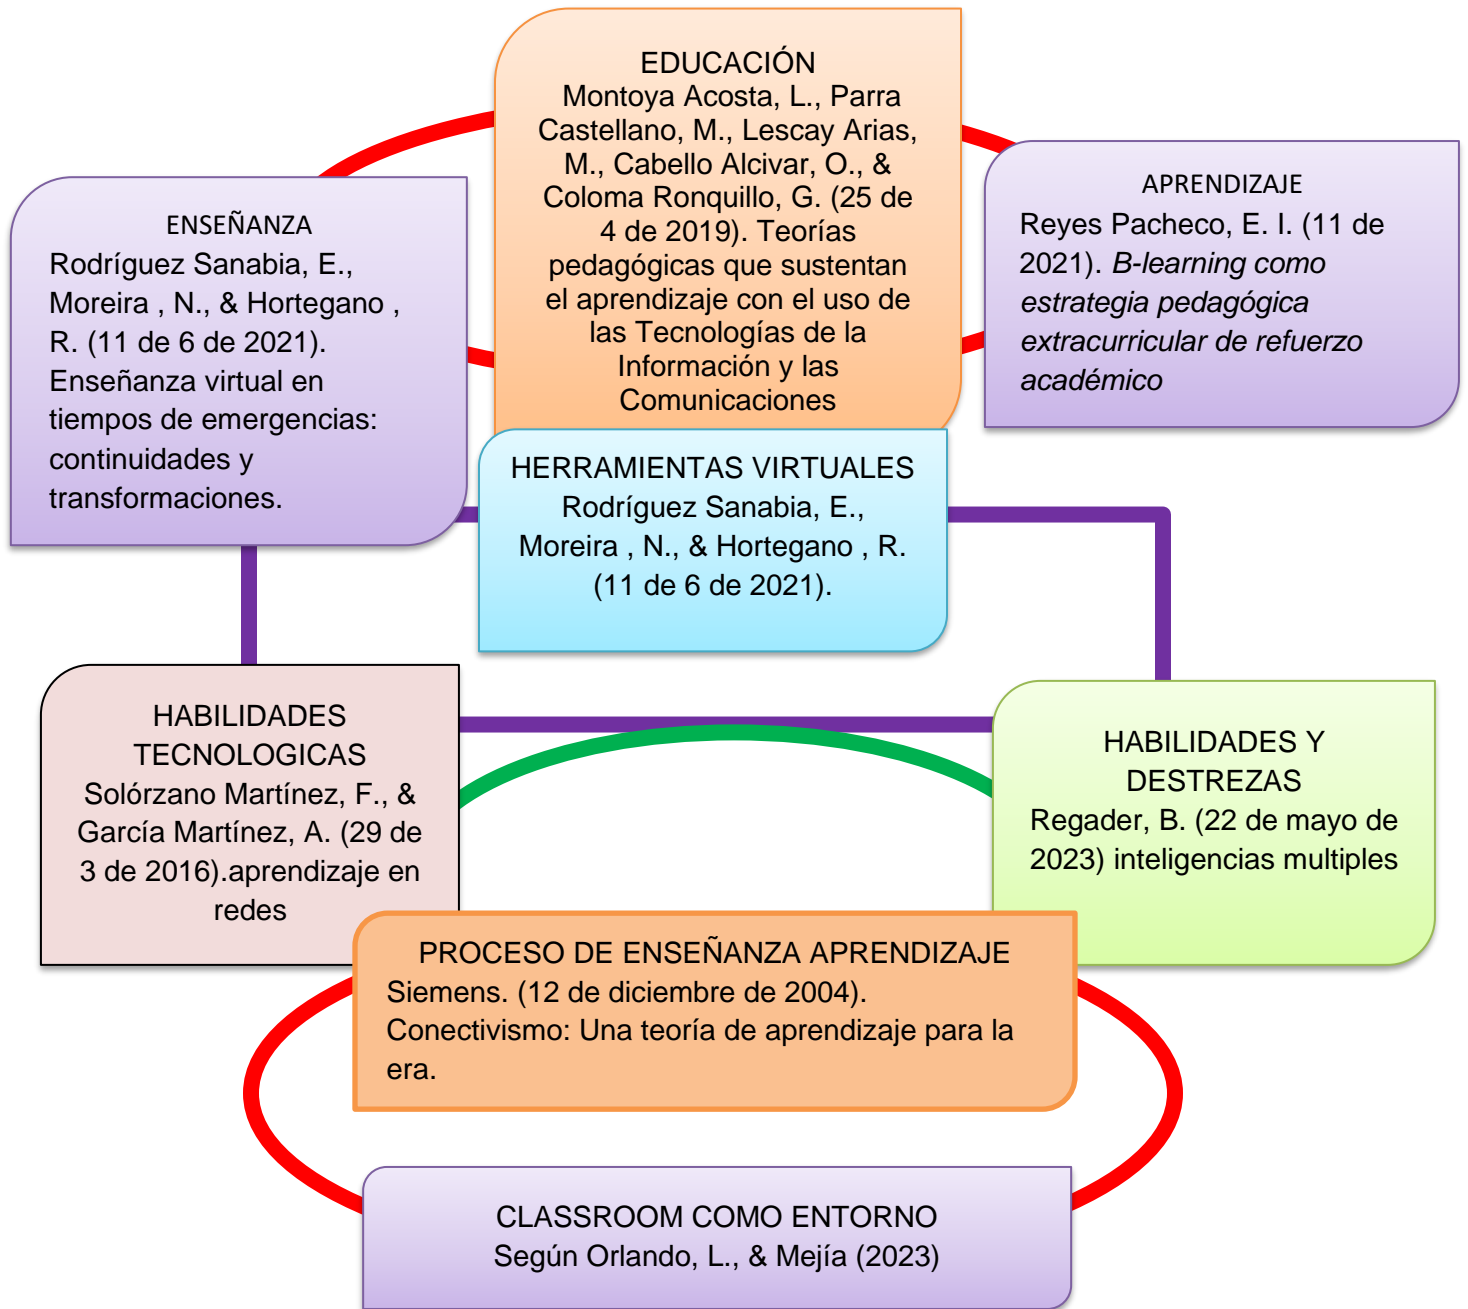 EDUCACIÓN
Montoya Acosta, L., Parra
Castellano, M., Lescay Arias,
M., Cabello Alcivar, O., &
Coloma Ronquillo, G. (25 de
4 de 2019). Teorías
pedagógicas que sustentan
el aprendizaje con el uso de
las Tecnologías de la
Información y las
Comunicaciones
ENSEÑANZA
Rodríguez Sanabia, E.,
Moreira , N., & Hortegano ,
R. (11 de 6 de 2021).
Enseñanza virtual en
tiempos de emergencias:
continuidades y
transformaciones.
APRENDIZAJE
Reyes Pacheco, E. I. (11 de
2021). B-learning como
estrategia pedagógica
extracurricular de refuerzo
académico
HERRAMIENTAS VIRTUALES
Rodríguez Sanabia, E.,
Moreira , N., & Hortegano , R.
(11 de 6 de 2021).
HABILIDADES
TECNOLOGICAS
Solórzano Martínez, F., &
García Martínez, A. (29 de
3 de 2016).aprendizaje en
redes
HABILIDADES Y
DESTREZAS
Regader, B. (22 de mayo de
2023) inteligencias multiples
PROCESO DE ENSEÑANZA APRENDIZAJE
Siemens. (12 de diciembre de 2004).
Conectivismo: Una teoría de aprendizaje para la
era.
CLASSROOM COMO ENTORNO
Según Orlando, L., & Mejía (2023)